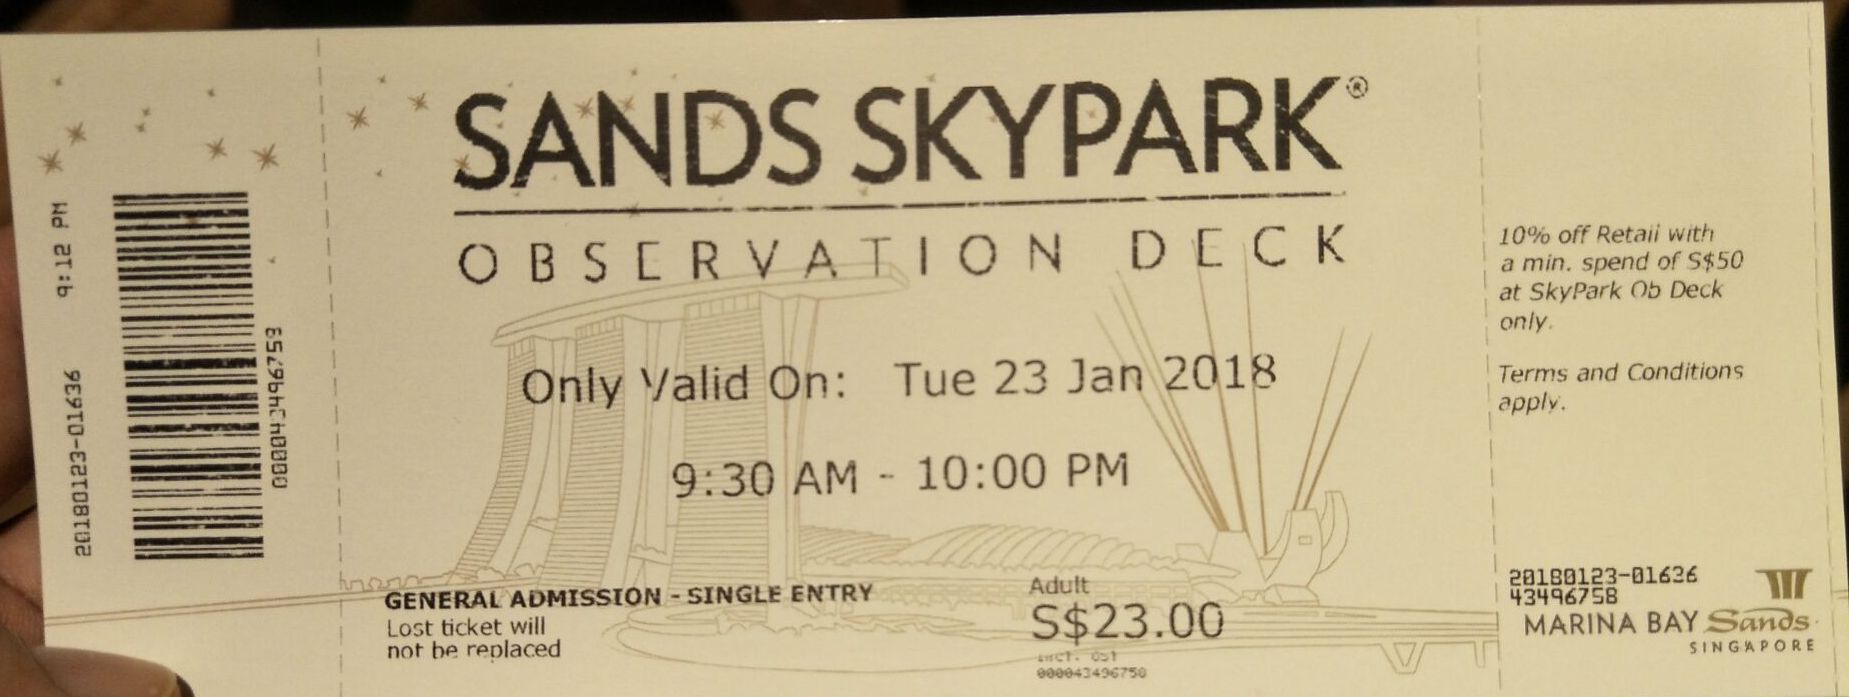 9:12 PM
20180123-01636
000043496758
SANDS SKYPARK®
OBSERVATION DECK
Only Valid On: Tue 23 Jan 2018
9:30 AM - 10:00 PM
GENERAL ADMISSION - SINGLE ENTRY
Lost ticket will
not be replaced
Adult
S$23.00
Incl. GST
000043496758
10% off Retail with
a min. spend of S$50
at SkyPark Ob Deck
only.
Terms and Conditions
apply.
20180123-01636
43496758
MARINA BAY Sands
SINGAPORE